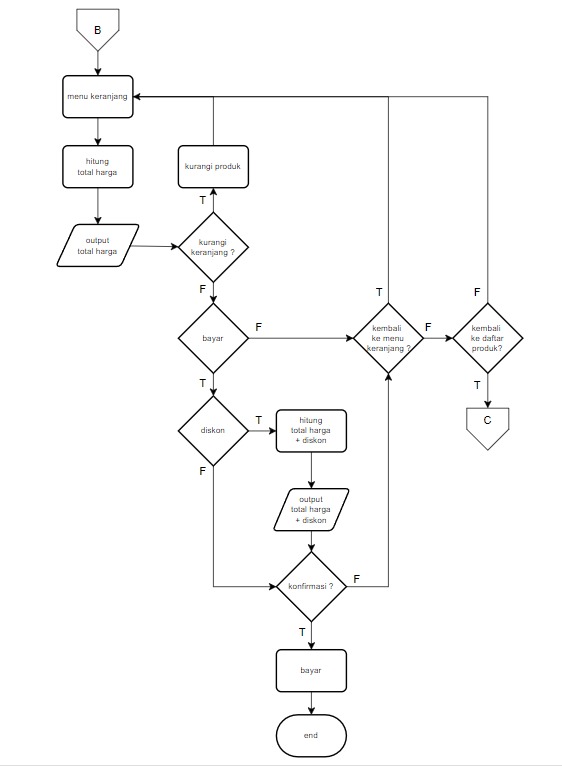 B
menu keranjang
hitung
total harga
kurangi produk
T
output
total harga
kurangi
keranjang ?
F
bayar
F
T
kembali
ke menu
keranjang ?
F
F
kembali
ke daftar
produk?
T
C
T
diskon
T
hitung
total harga
+ diskon
F
output
total harga
+ diskon
konfirmasi ?
F
T
bayar
end